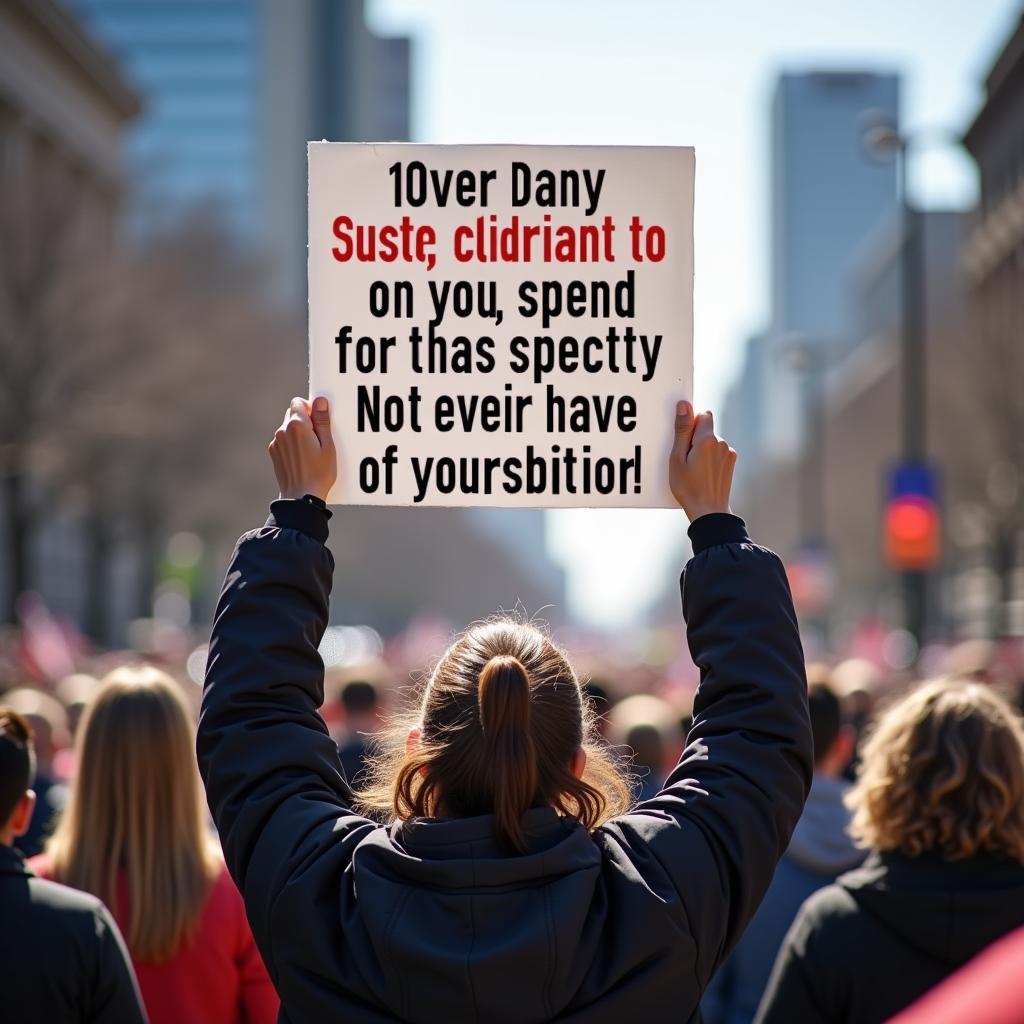 10ver Dany
Suste, clidriant to
on you, spend
for thas spectty
Not eveir have
of yoursbitior!